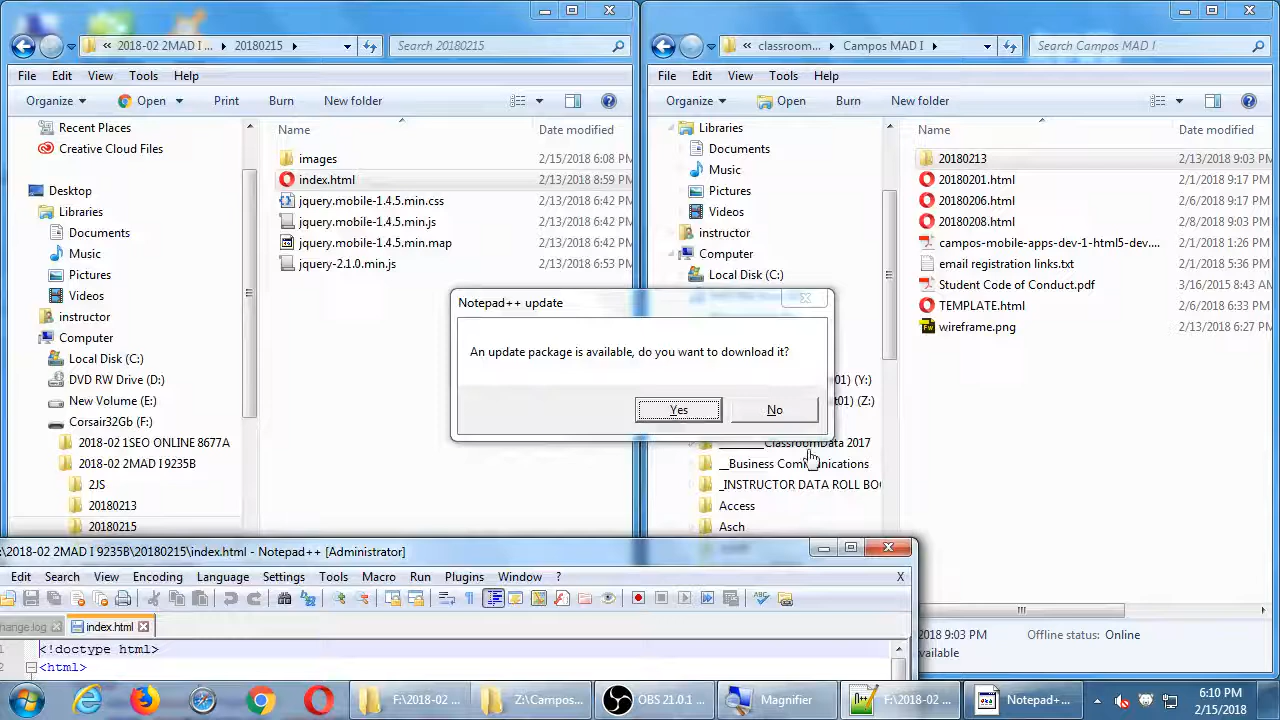 « 2018-02 2MAD I ... ▸ 20180215 ▸
Search 20180215
File Edit View Tools Help
Organize Open Print Burn New folder
Recent Places
Creative Cloud Files
Desktop
Libraries
Documents
Music
Pictures
Videos
instructor
Computer
Local Disk (C:)
DVD RW Drive (D:)
New Volume (E:)
Corsair32Gb (F:)
2018-02 1SEO ONLINE 8677A
2018-02 2MAD I 9235B
2JS
20180213
20180215
Name Date modified
images 2/15/2018 6:08 PM
index.html 2/13/2018 8:59 PM
jquery.mobile-1.4.5.min.css 2/13/2018 6:42 PM
jquery.mobile-1.4.5.min.js 2/13/2018 6:42 PM
jquery.mobile-1.4.5.min.map 2/13/2018 6:42 PM
jquery-2.1.0.min.js 2/13/2018 6:53 PM
« classroom... ▸ Campos MAD I ▸
Search Campos MAD I
File Edit View Tools Help
Organize Open Burn New folder
Libraries
Documents
Music
Pictures
Videos
instructor
Computer
Local Disk (C:)
01) (Y:)
t01) (Z:)
ClassroomData 2017
__Business Communications
_INSTRUCTOR DATA ROLL BO
Access
Asch
Name Date modified
20180213 2/13/2018 9:03 PM
20180201.html 2/1/2018 9:17 PM
20180206.html 2/6/2018 9:17 PM
20180208.html 2/8/2018 9:03 PM
campos-mobile-apps-dev-1-html5-dev.... 2/1/2018 1:26 PM
email registration links.txt 2/1/2018 5:36 PM
Student Code of Conduct.pdf 3/16/2015 8:43 AM
TEMPLATE.html 2/6/2018 6:33 PM
wireframe.png 2/13/2018 6:27 PM
2018 9:03 PM Offline status: Online
available
Notepad++ update
An update package is available, do you want to download it?
Yes No
:\2018-02 2MAD I 9235B\20180215\index.html - Notepad++ [Administrator]
Edit Search View Encoding Language Settings Tools Macro Run Plugins Window ? X
hange.log index.html
1 <!doctype html>
2 <html>
F:\2018-02 ...
Z:\Campos...
OBS 21.0.1 ...
Magnifier
F:\2018-02 ...
Notepad+...
6:10 PM
2/15/2018